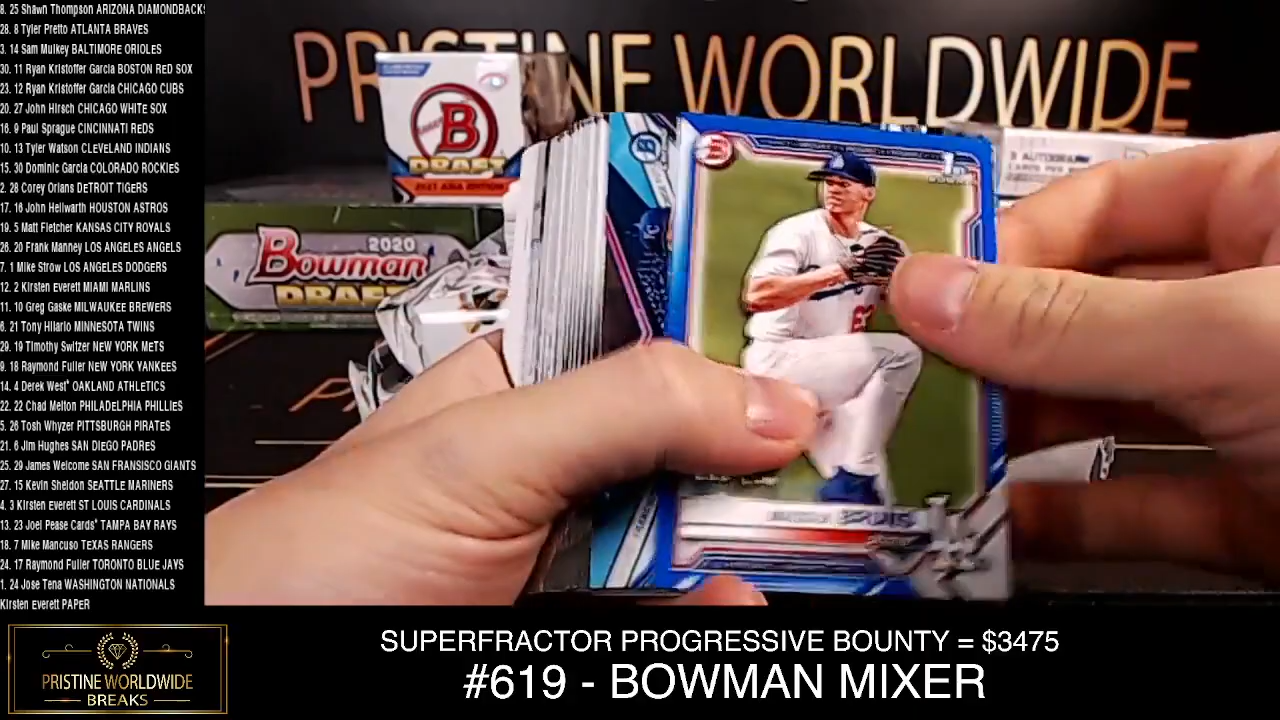 8. 25 Shawn Thompson ARIZONA DIAMONDBACKS
28. 8 Tyler Pretto ATLANTA BRAVES
3. 14 Sam Mulkey BALTIMORE ORIOLES
30. 11 Ryan Kristoffer Garcia BOSTON RED SOX
23. 12 Ryan Kristoffer Garcia CHICAGO CUBS
20. 27 John Hirsch CHICAGO WHITE SOX
16. 9 Paul Sprague CINCINNATI REDS
10. 13 Tyler Watson CLEVELAND INDIANS
15. 30 Dominic Garcia COLORADO ROCKIES
2. 28 Corey Orians DETROIT TIGERS
17. 16 John Hellwarth HOUSTON ASTROS
19. 5 Matt Fletcher KANSAS CITY ROYALS
26. 20 Frank Manney LOS ANGELES ANGELS
7. 1 Mike Strow LOS ANGELES DODGERS
12. 2 Kirsten Everett MIAMI MARLINS
11. 10 Greg Gaske MILWAUKEE BREWERS
6. 21 Tony Hilario MINNESOTA TWINS
29. 19 Timothy Switzer NEW YORK METS
9. 18 Raymond Fuller NEW YORK YANKEES
14. 4 Derek West* OAKLAND ATHLETICS
22. 22 Chad Melton PHILADELPHIA PHILLIES
5. 26 Tosh Whyzer PITTSBURGH PIRATES
21. 6 Jim Hughes SAN DIEGO PADRES
25. 29 James Welcome SAN FRANSISCO GIANTS
27. 15 Kevin Sheldon SEATTLE MARINERS
4. 3 Kirsten Everett ST LOUIS CARDINALS
13. 23 Joel Pease Cards* TAMPA BAY RAYS
18. 7 Mike Mancuso TEXAS RANGERS
24. 17 Raymond Fuller TORONTO BLUE JAYS
1. 24 Jose Tena WASHINGTON NATIONALS
Kirsten Everett PAPER
PRISTINE WORLDWIDE
B
DRAFT
2021 ASIA EDITION
2020
Bowman
DRAFT
1st
PRISTINE WORLDWIDE
BREAKS
SUPERFRACTOR PROGRESSIVE BOUNTY = $3475
#619 - BOWMAN MIXER